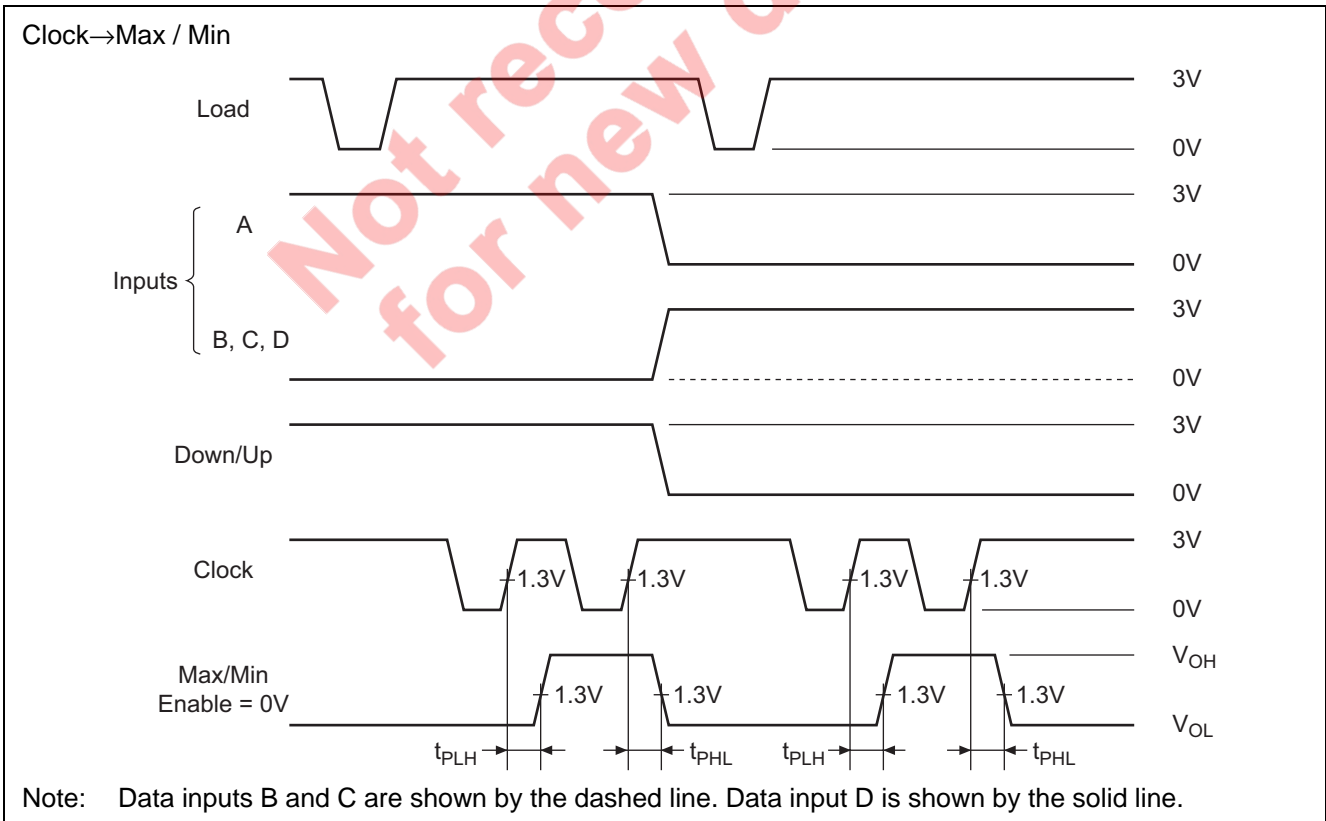 Clock→Max / Min
Load
3V
0V
Inputs
A
3V
0V
B, C, D
3V
0V
Down/Up
3V
0V
Clock
1.3V 1.3V 1.3V 1.3V
3V
0V
Max/Min
Enable = 0V
1.3V 1.3V 1.3V 1.3V
VOH
VOL
tPLH tPHL tPLH tPHL
Note: Data inputs B and C are shown by the dashed line. Data input D is shown by the solid line.
Not reco
for new d